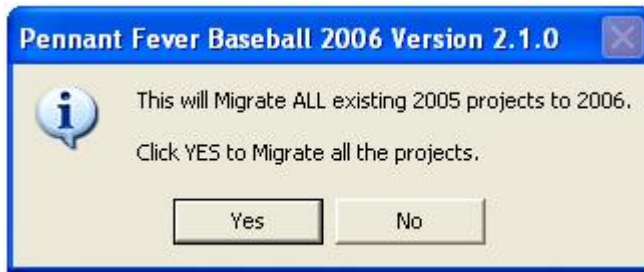 Pennant Fever Baseball 2006 Version 2.1.0
This will Migrate ALL existing 2005 projects to 2006.
Click YES to Migrate all the projects.
Yes
No